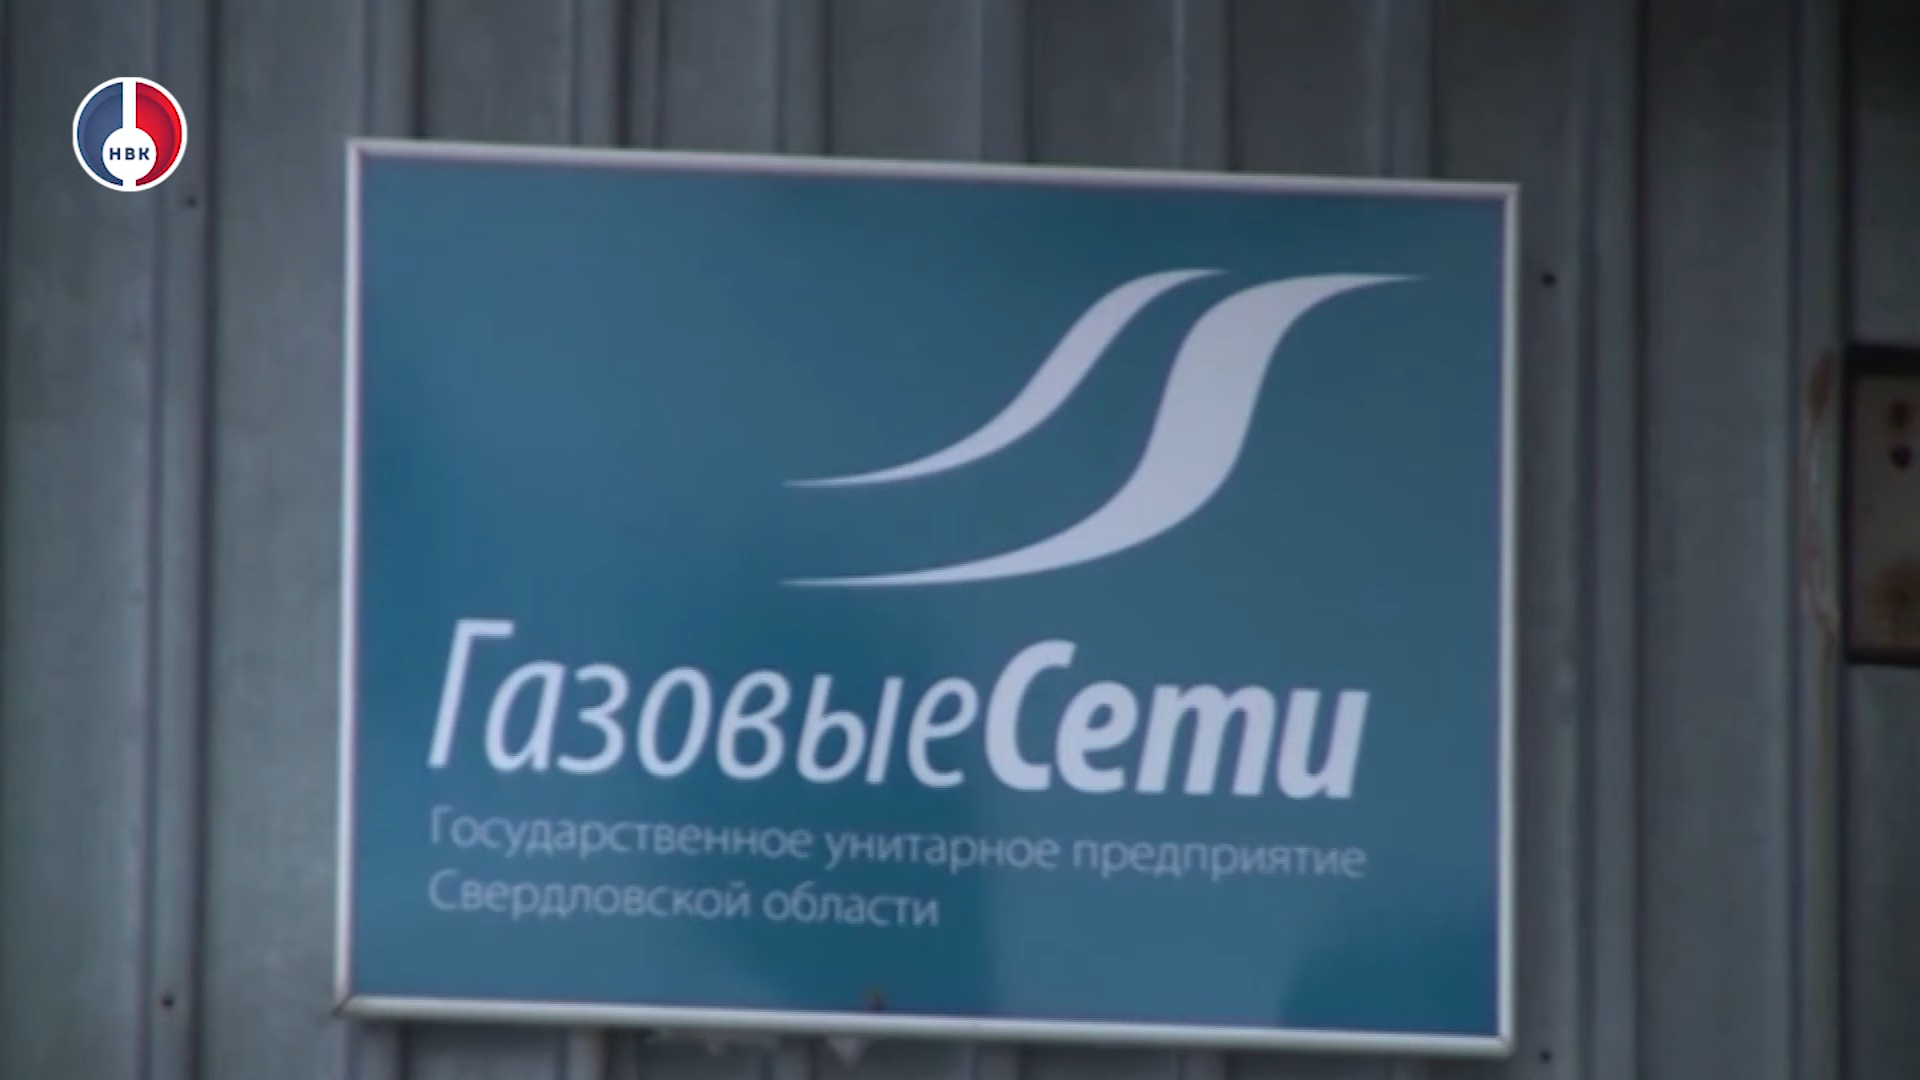 НВК
ГазовыеСети
Государственное унитарное предприятие
Свердловской области